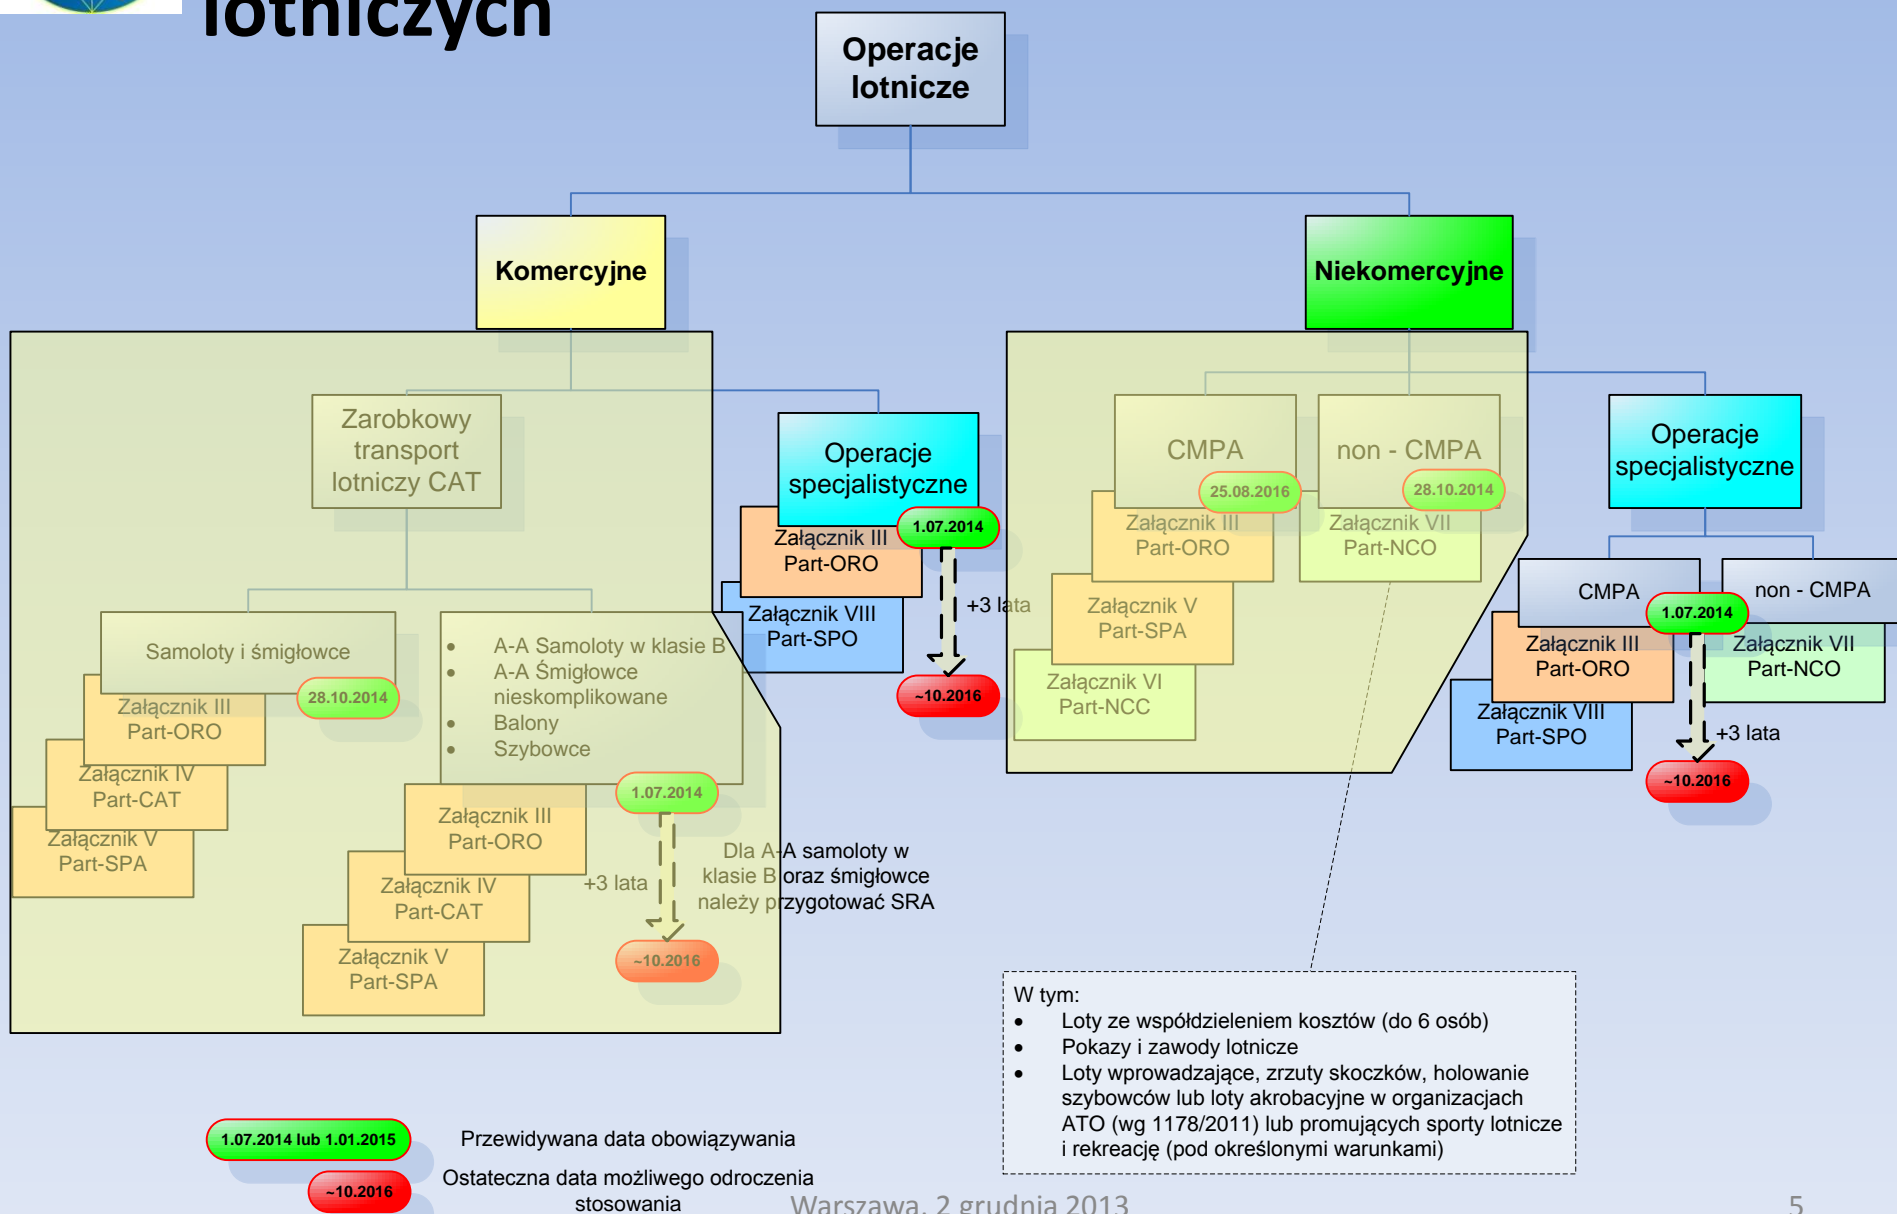 lotniczych
Operacje
lotnicze
Komercyjne
Niekomercyjne
Zarobkowy
transport
lotniczy CAT
Operacje
specjalistyczne
1.07.2014
Załącznik III
Part-ORO
Załącznik VIII
Part-SPO
+3 lata
~10.2016
CMPA
25.08.2016
Załącznik III
Part-ORO
Załącznik V
Part-SPA
Załącznik VI
Part-NCC
non - CMPA
28.10.2014
Załącznik VII
Part-NCO
Operacje
specjalistyczne
CMPA
1.07.2014
Załącznik III
Part-ORO
Załącznik VIII
Part-SPO
+3 lata
~10.2016
non - CMPA
Załącznik VII
Part-NCO
Samoloty i śmigłowce
28.10.2014
Załącznik III
Part-ORO
Załącznik IV
Part-CAT
Załącznik V
Part-SPA
• A-A Samoloty w klasie B
• A-A Śmigłowce
nieskomplikowane
• Balony
• Szybowce
1.07.2014
Załącznik III
Part-ORO
Załącznik IV
Part-CAT
Załącznik V
Part-SPA
+3 lata
~10.2016
Dla A-A samoloty w
klasie B oraz śmigłowce
należy przygotować SRA
W tym:
• Loty ze współdzieleniem kosztów (do 6 osób)
• Pokazy i zawody lotnicze
• Loty wprowadzające, zrzuty skoczków, holowanie
szybowców lub loty akrobacyjne w organizacjach
ATO (wg 1178/2011) lub promujących sporty lotnicze
i rekreację (pod określonymi warunkami)
1.07.2014 lub 1.01.2015
Przewidywana data obowiązywania
~10.2016
Ostateczna data możliwego odroczenia
stosowania
Warszawa, 2 grudnia 2013
5